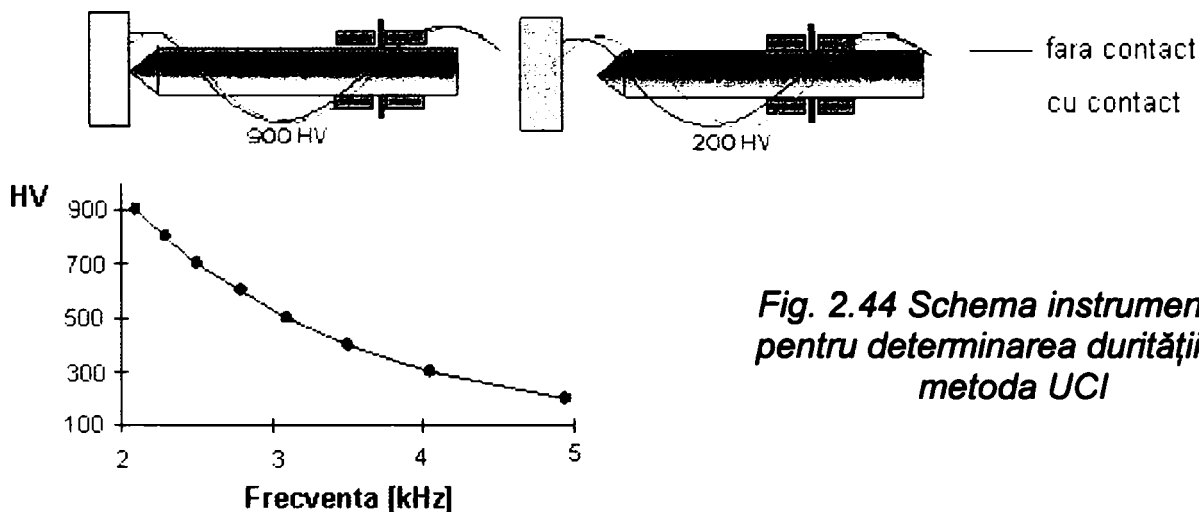 900 HV
200 HV
fara contact
cu contact
HV
900
700
500
300
100
2 3 4 5
Frecventa [kHz]
Fig. 2.44 Schema instrumen
pentru determinarea durității
metoda UCI